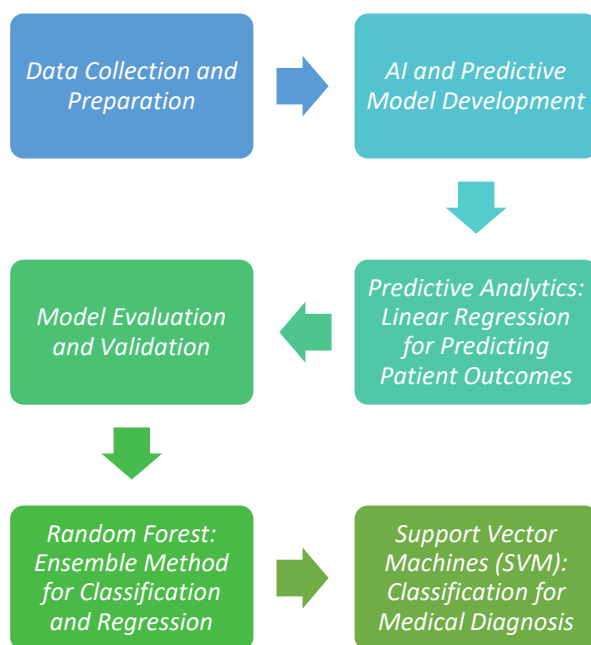 Data Collection and
Preparation
AI and Predictive
Model Development
Predictive Analytics:
Linear Regression
for Predicting
Patient Outcomes
Model Evaluation
and Validation
Random Forest:
Ensemble Method
for Classification
and Regression
Support Vector
Machines (SVM):
Classification for
Medical Diagnosis